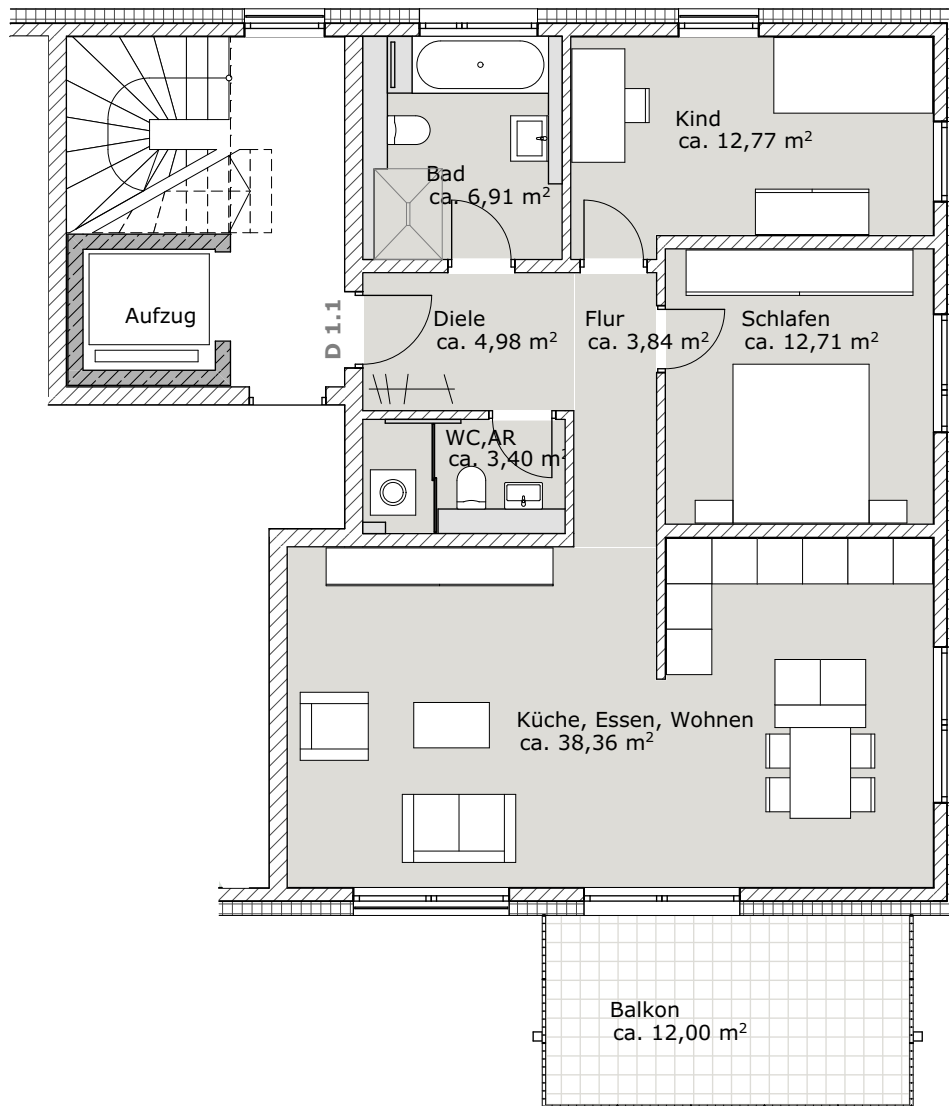 Kind
ca. 12,77 m²
Bad
ca. 6,91 m²
Aufzug
D 1.1
Diele
ca. 4,98 m²
Flur
ca. 3,84 m²
Schlafen
ca. 12,71 m²
WC,AR
ca. 3,40 m²
Küche, Essen, Wohnen
ca. 38,36 m²
Balkon
ca. 12,00 m²